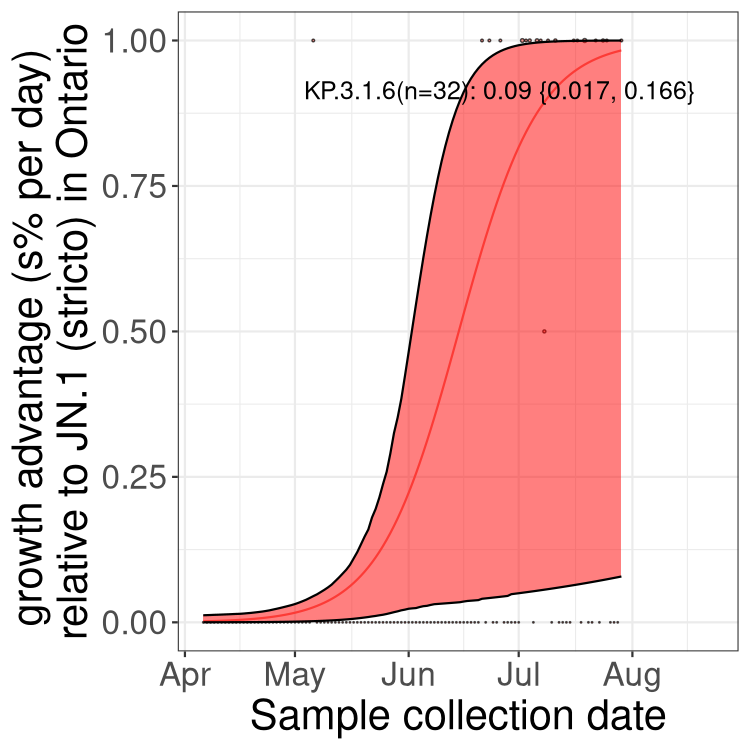 growth advantage (s% per day)
relative to JN.1 (stricto) in Ontario
1.00
0.75
0.50
0.25
0.00
KP.3.1.6(n=32): 0.09 {0.017, 0.166}
Apr May Jun Jul Aug
Sample collection date